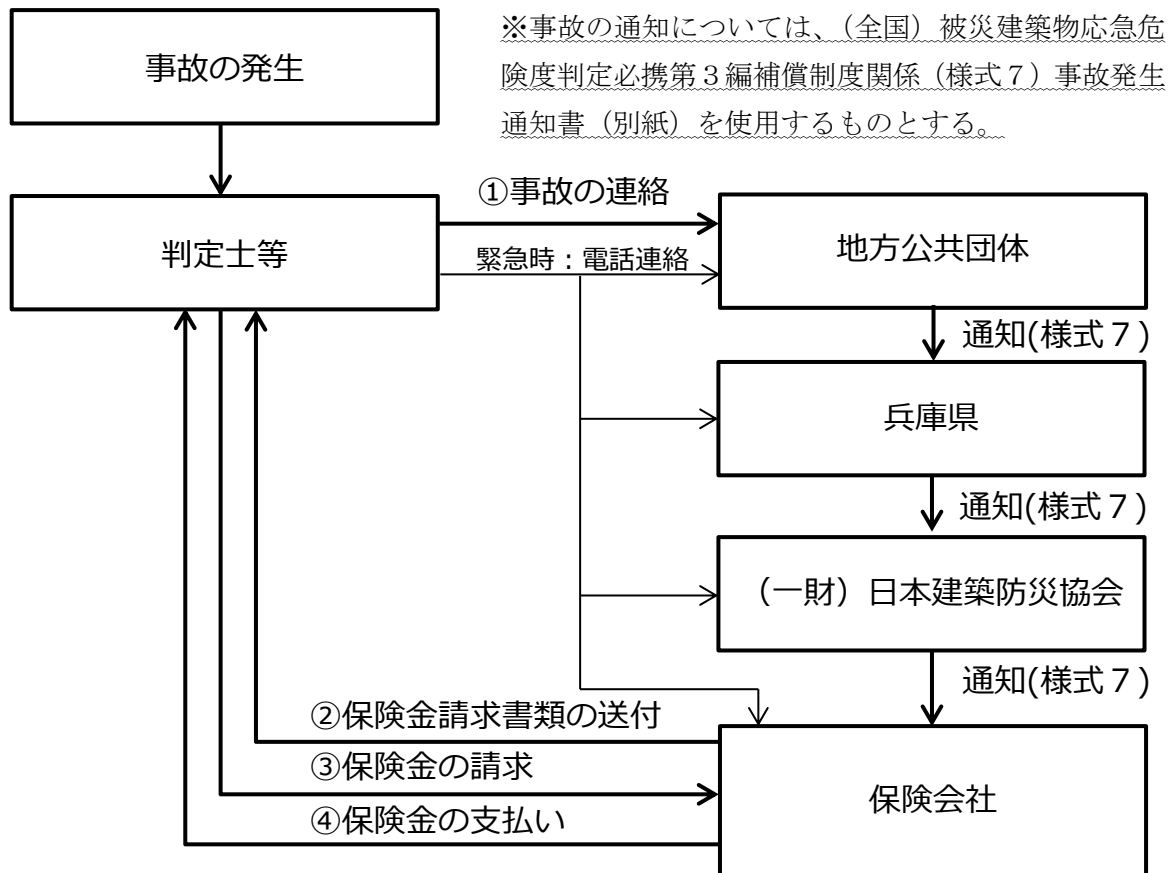 事故の発生
※事故の通知については、（全国）被災建築物応急危
険度判定必携第３編補償制度関係（様式７）事故発生
通知書（別紙）を使用するものとする。
①事故の連絡
判定士等
緊急時：電話連絡
地方公共団体
通知(様式７)
兵庫県
通知(様式７)
（一財）日本建築防災協会
通知(様式７)
②保険金請求書類の送付
③保険金の請求
保険会社
④保険金の支払い